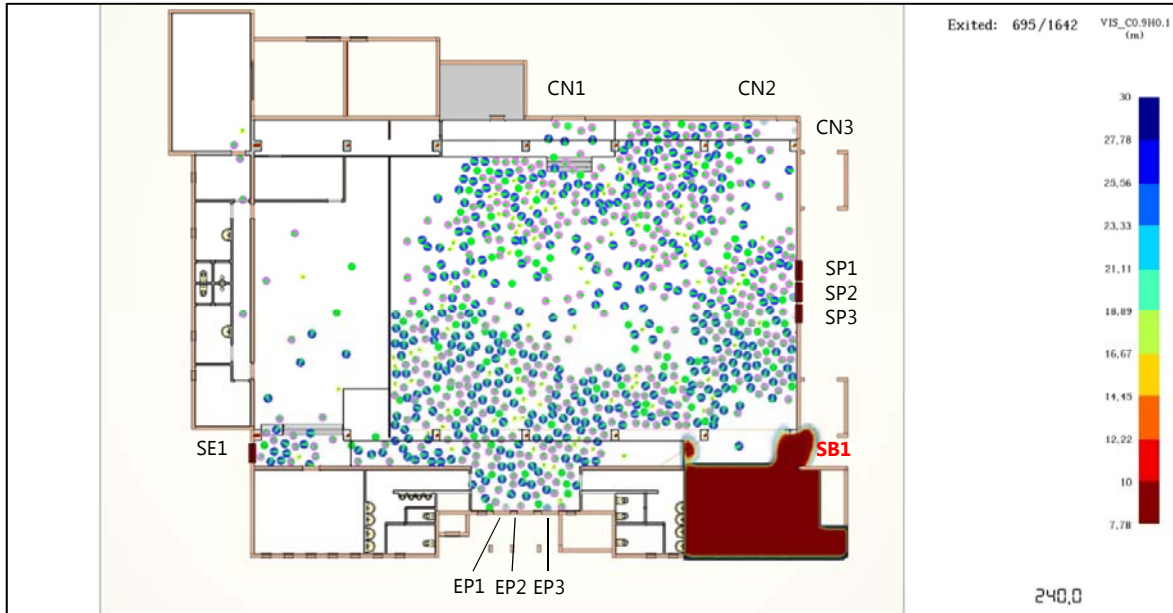 Exited: 695/1642
VIS_C0.9H0.1
(m)
CN1
CN2
CN3
30
27,78
25,56
23,33
21,11
18,89
16,67
14,45
12,22
10
7,78
SP1
SP2
SP3
SE1
SB1
EP1 EP2 EP3
240,0